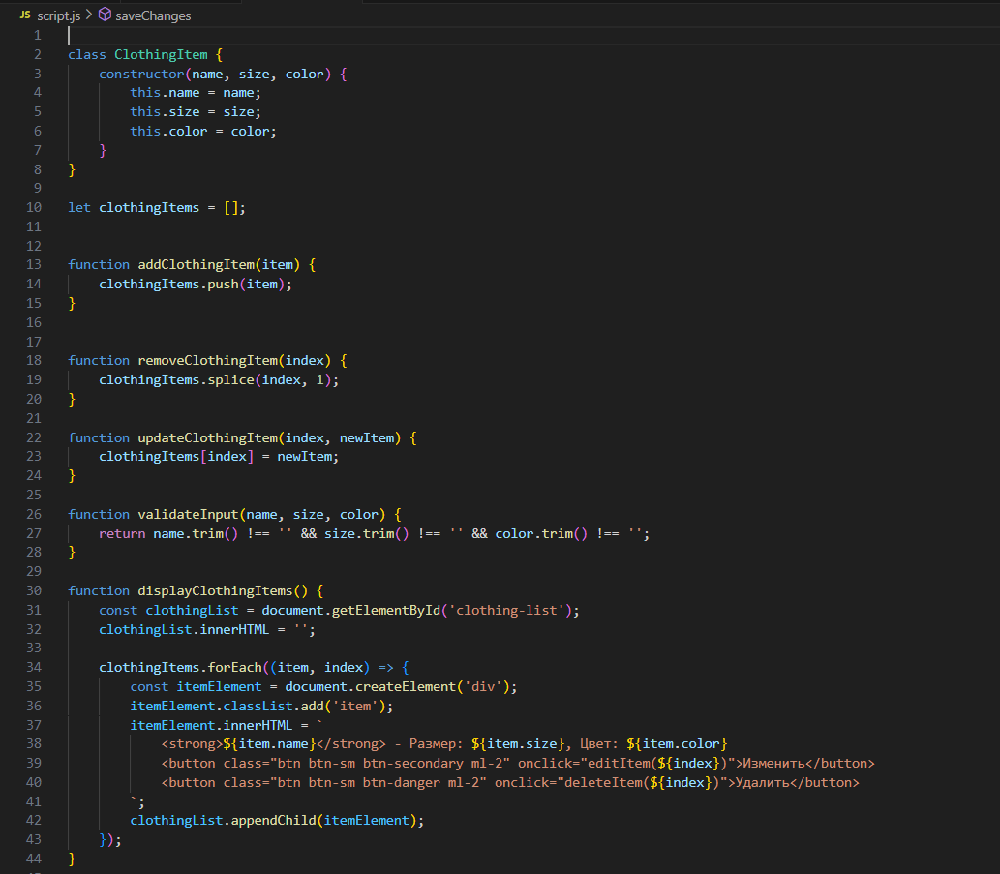 JS script.js > saveChanges
1
2 class ClothingItem {
3     constructor(name, size, color) {
4         this.name = name;
5         this.size = size;
6         this.color = color;
7     }
8 }
9
10 let clothingItems = [];
11
12
13 function addClothingItem(item) {
14     clothingItems.push(item);
15 }
16
17
18 function removeClothingItem(index) {
19     clothingItems.splice(index, 1);
20 }
21
22 function updateClothingItem(index, newItem) {
23     clothingItems[index] = newItem;
24 }
25
26 function validateInput(name, size, color) {
27     return name.trim() !== '' && size.trim() !== '' && color.trim() !== '';
28 }
29
30 function displayClothingItems() {
31     const clothingList = document.getElementById('clothing-list');
32     clothingList.innerHTML = '';
33
34     clothingItems.forEach((item, index) => {
35         const itemElement = document.createElement('div');
36         itemElement.classList.add('item');
37         itemElement.innerHTML = `
38             <strong>${item.name}</strong> - Размер: ${item.size}, Цвет: ${item.color}
39             <button class="btn btn-sm btn-secondary ml-2" onclick="editItem(${index})">Изменить</button>
40             <button class="btn btn-sm btn-danger ml-2" onclick="deleteItem(${index})">Удалить</button>
41         `;
42         clothingList.appendChild(itemElement);
43     });
44 }